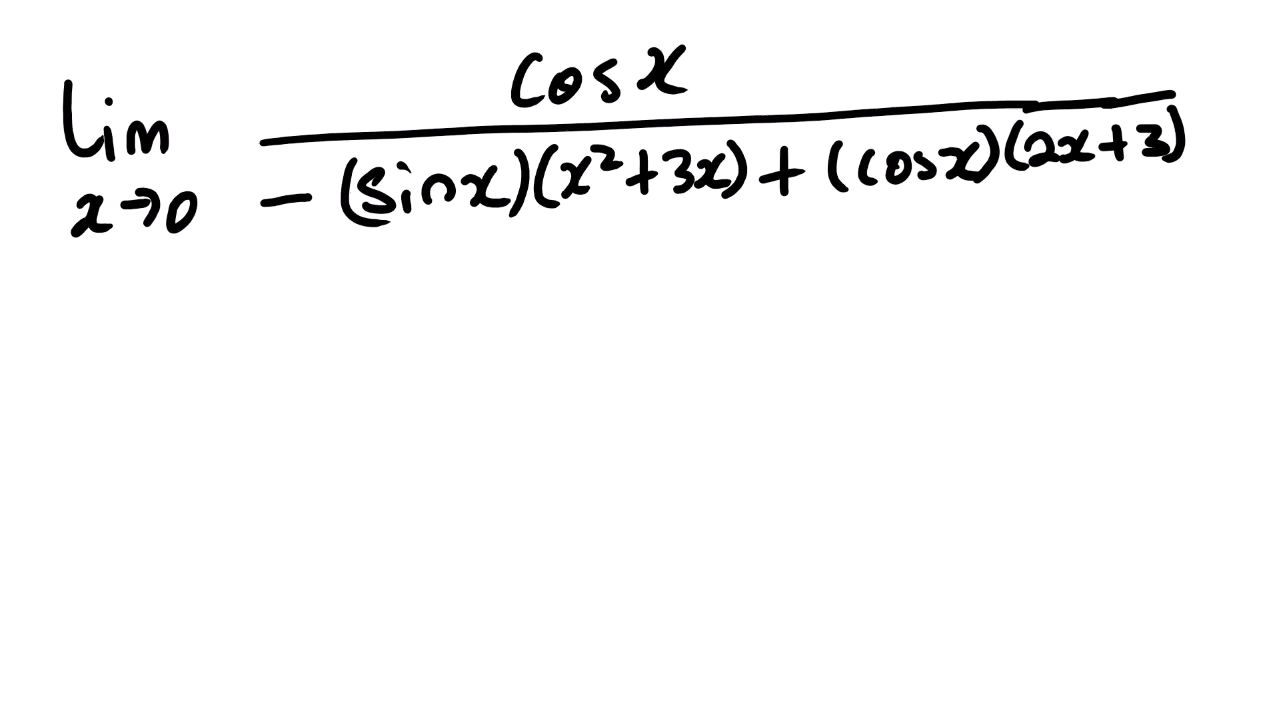 lim x→0 cos x / − (sin x)(x² + 3x) + (cos x)(2x + 3)